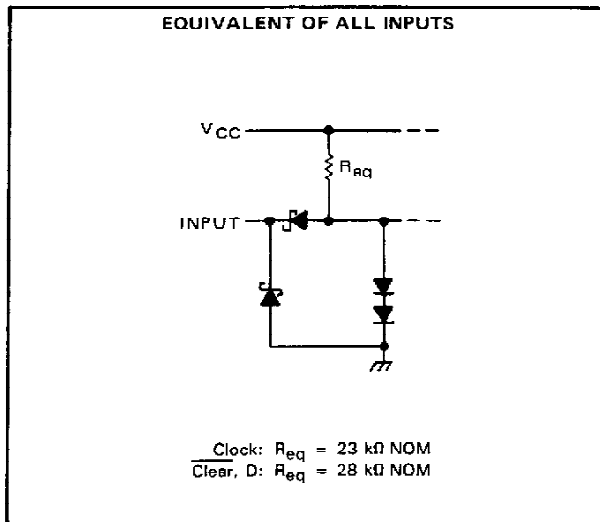 EQUIVALENT OF ALL INPUTS
VCC
Req
INPUT
Clock: Req = 23 kΩ NOM
Clear, D: Req = 28 kΩ NOM